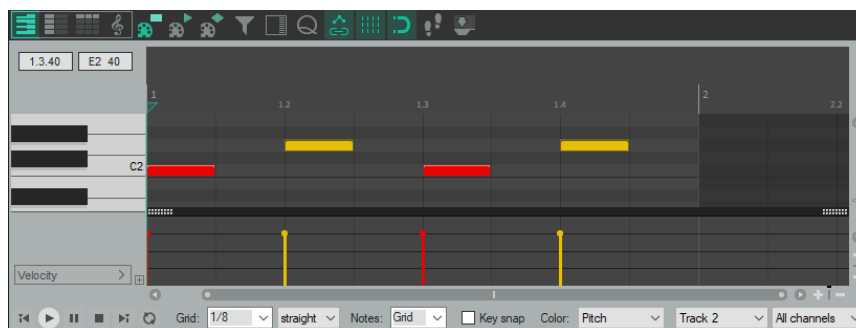 1.3.40 E2 40
1 1.2 1.3 1.4 2 2.2
C2
Velocity
Grid: 1/8 straight Notes: Grid Key snap Color: Pitch Track 2 All channels